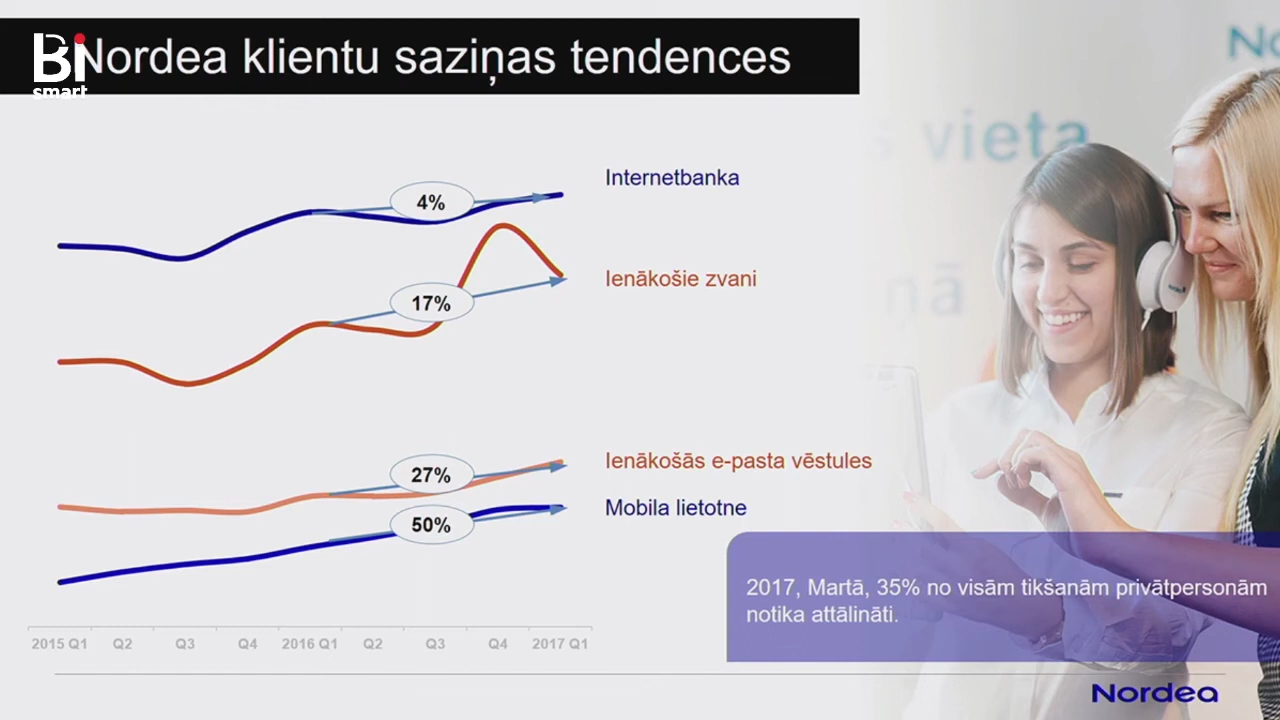 Bi
smart
Nordea klientu saziņas tendences
vieta
ņā
Internetbanka
4%
Ienākošie zvani
17%
Ienākošās e-pasta vēstules
27%
Mobila lietotne
50%
2017, Martā, 35% no visām tikšanām privātpersonām
notika attālināti.
2015 Q1 Q2 Q3 Q4 2016 Q1 Q2 Q3 Q4 2017 Q1
Nordea